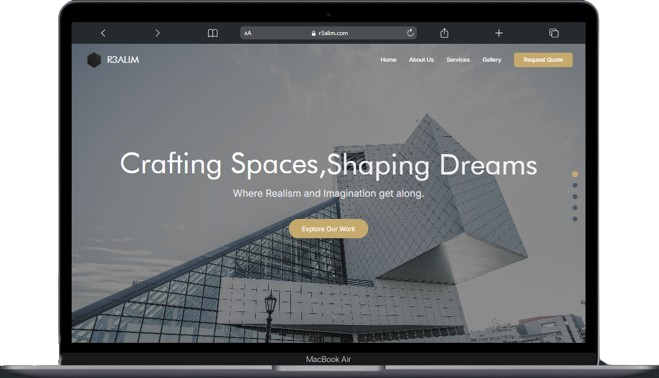 AA r3alim.com
R3ALIM
Home About Us Services Gallery Request Quote
Crafting Spaces,Shaping Dreams
Where Realism and Imagination get along.
Explore Our Work
MacBook Air